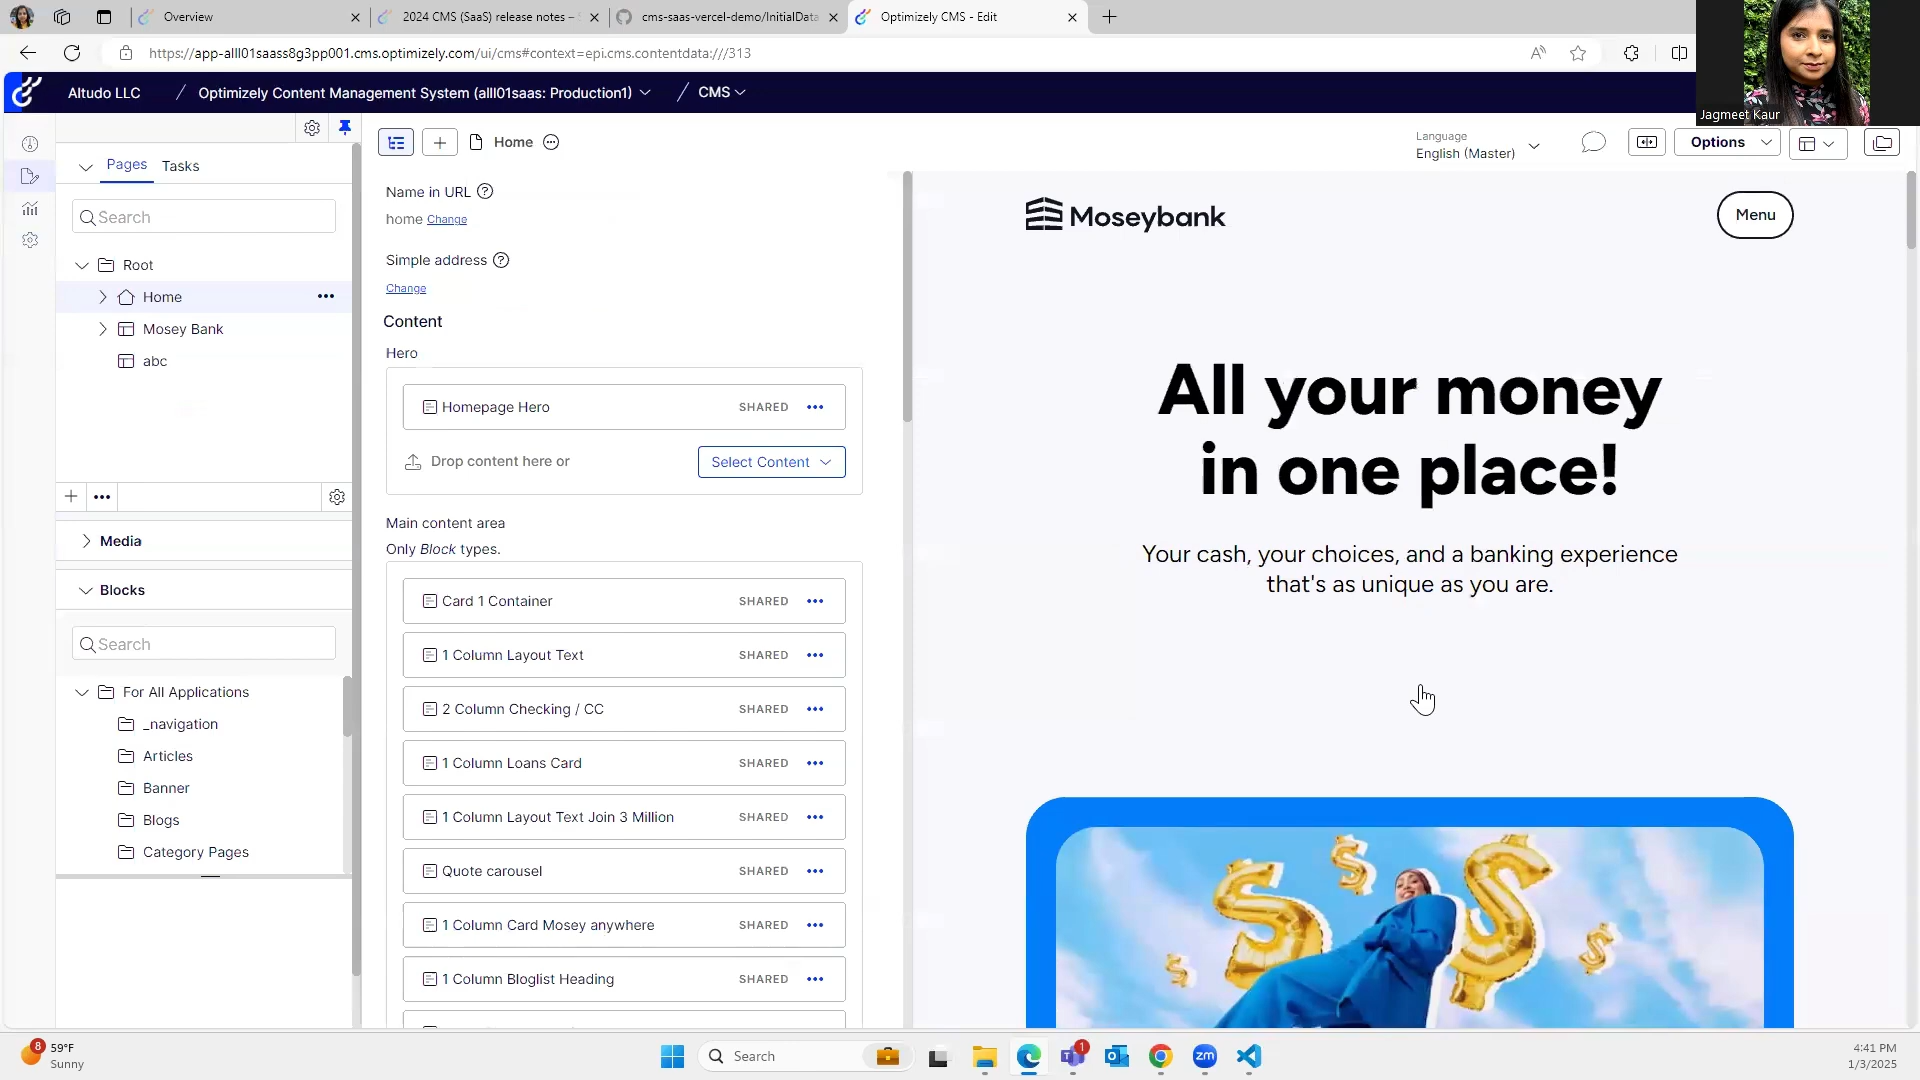 Overview
2024 CMS (SaaS) release notes –
cms-saas-vercel-demo/InitialData
Optimizely CMS - Edit
https://app-alll01saass8g3pp001.cms.optimizely.com/ui/cms#context=epi.cms.contentdata:///313
Jagmeet Kaur
Altudo LLC
Optimizely Content Management System (alll01saas: Production1)
CMS
Pages
Tasks
Search
Root
Home
Mosey Bank
abc
Media
Blocks
Search
For All Applications
_navigation
Articles
Banner
Blogs
Category Pages
Home
Language
English (Master)
Options
Name in URL
home Change
Simple address
Change
Content
Hero
Homepage Hero SHARED
Drop content here or
Select Content
Main content area
Only Block types.
Card 1 Container SHARED
1 Column Layout Text SHARED
2 Column Checking / CC SHARED
1 Column Loans Card SHARED
1 Column Layout Text Join 3 Million SHARED
Quote carousel SHARED
1 Column Card Mosey anywhere SHARED
1 Column Bloglist Heading SHARED
Moseybank
Menu
All your money
in one place!
Your cash, your choices, and a banking experience
that's as unique as you are.
8
59°F
Sunny
Search
1
zm
4:41 PM
1/3/2025